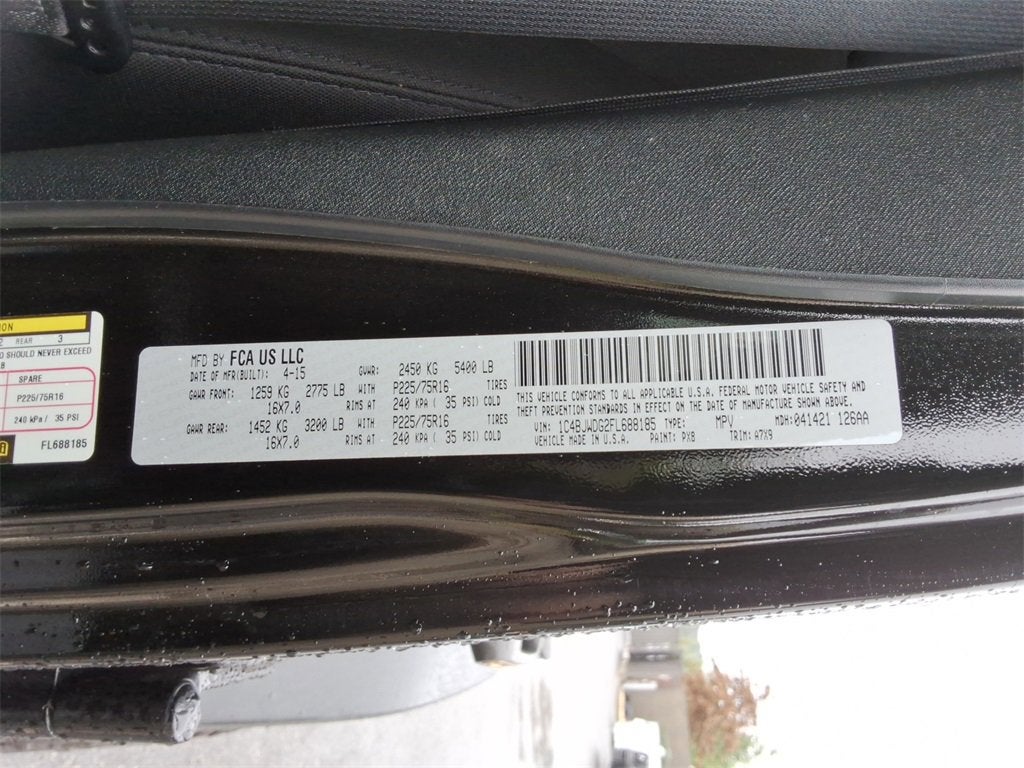 ION
2 REAR 3
O SHOULD NEVER EXCEED
SPARE
P225/75R16
240 kPa / 35 PSI
FL688185
MFD BY FCA US LLC
DATE OF MFR(BUILT): 4-15 GVWR: 2450 KG 5400 LB
GAWR FRONT: 1259 KG 2775 LB WITH P225/75R16 TIRES
16X7.0 RIMS AT 240 KPA ( 35 PSI) COLD
GAWR REAR: 1452 KG 3200 LB WITH P225/75R16 TIRES
16X7.0 RIMS AT 240 KPA ( 35 PSI) COLD
THIS VEHICLE CONFORMS TO ALL APPLICABLE U.S.A. FEDERAL MOTOR VEHICLE SAFETY AND
THEFT PREVENTION STANDARDS IN EFFECT ON THE DATE OF MANUFACTURE SHOWN ABOVE.
VIN: 1C4BJWDG2FL688185 TYPE: MPV MDH: 041421 126AA
VEHICLE MADE IN U.S.A. PAINT: PX8 TRIM: A7X9